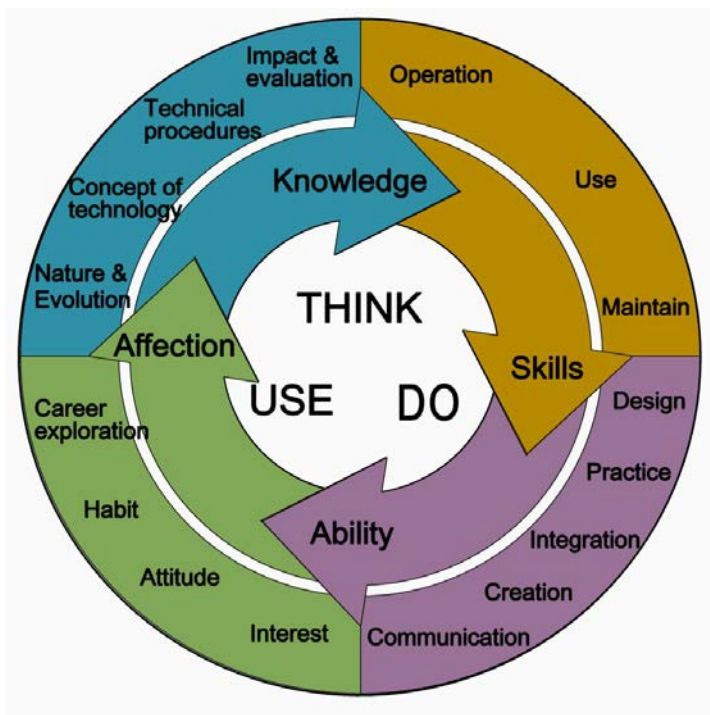 Impact &
evaluation
Technical
procedures
Concept of
technology
Nature &
Evolution
Knowledge
Operation
Use
Maintain
Skills
Design
Practice
Integration
Creation
Communication
Ability
Interest
Attitude
Habit
Career
exploration
Affection
THINK
USE DO